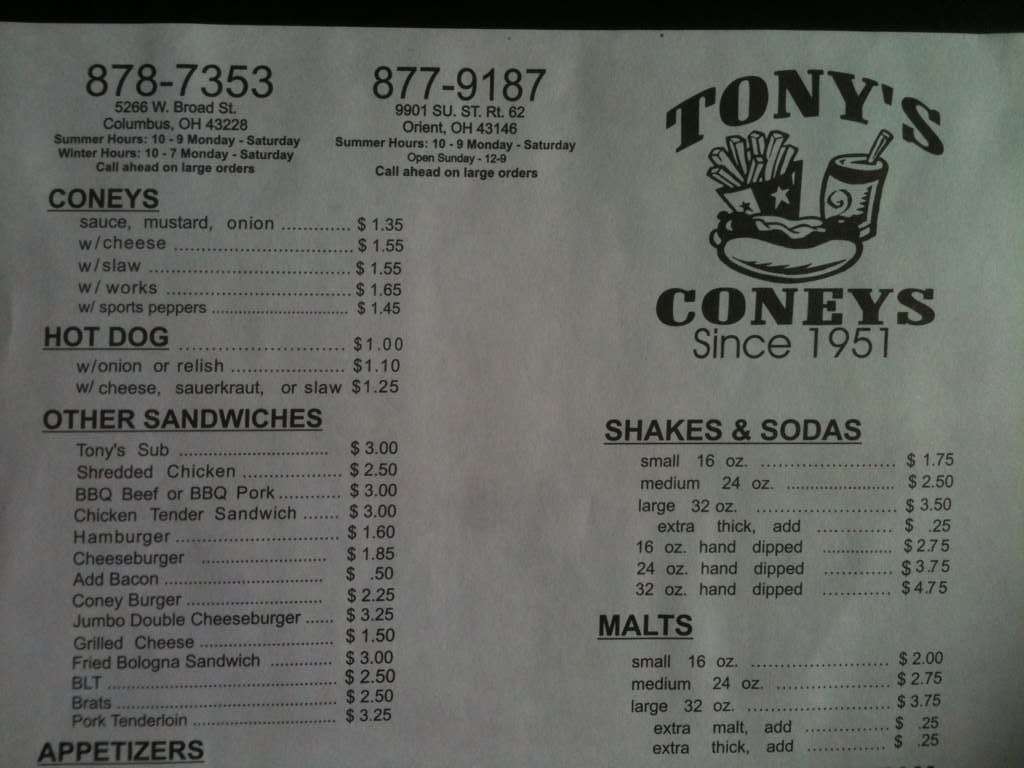 878-7353
5266 W. Broad St.
Columbus, OH 43228
Summer Hours: 10 - 9 Monday - Saturday
Winter Hours: 10 - 7 Monday - Saturday
Call ahead on large orders
877-9187
9901 SU. ST. Rt. 62
Orient, OH 43146
Summer Hours: 10 - 9 Monday - Saturday
Open Sunday - 12-9
Call ahead on large orders
TONY'S
CONEYS
Since 1951
CONEYS
sauce, mustard, onion ............. $ 1.35
w/cheese .................................. $ 1.55
w/slaw ...................................... $ 1.55
w/ works ................................... $ 1.65
w/ sports peppers .............................. $ 1.45
HOT DOG ......................... $1.00
w/onion or relish ..................... $1.10
w/ cheese, sauerkraut, or slaw $1.25
OTHER SANDWICHES
Tony's Sub .............................. $ 3.00
Shredded Chicken ................... $ 2.50
BBQ Beef or BBQ Pork............ $ 3.00
Chicken Tender Sandwich ....... $ 3.00
Hamburger ............................... $ 1.60
Cheeseburger ........................ $ 1.85
Add Bacon .............................. $ .50
Coney Burger .......................... $ 2.25
Jumbo Double Cheeseburger ...... $ 3.25
Grilled Cheese ......................... $ 1.50
Fried Bologna Sandwich ............. $ 3.00
BLT .......................................... $ 2.50
Brats ........................................ $ 2.50
Pork Tenderloin ........................... $ 3.25
APPETIZERS
SHAKES & SODAS
small 16 oz. ........................ $ 1.75
medium 24 oz. ...................... $ 2.50
large 32 oz. ............................. $ 3.50
extra thick, add ............. $ .25
16 oz. hand dipped ............. $2.75
24 oz. hand dipped ............. $3.75
32 oz. hand dipped ............. $4.75
MALTS
small 16 oz. ........................ $ 2.00
medium 24 oz. ..................... $ 2.75
large 32 oz. .......................... $ 3.75
extra malt, add .............. $ .25
extra thick, add .............. $ .25